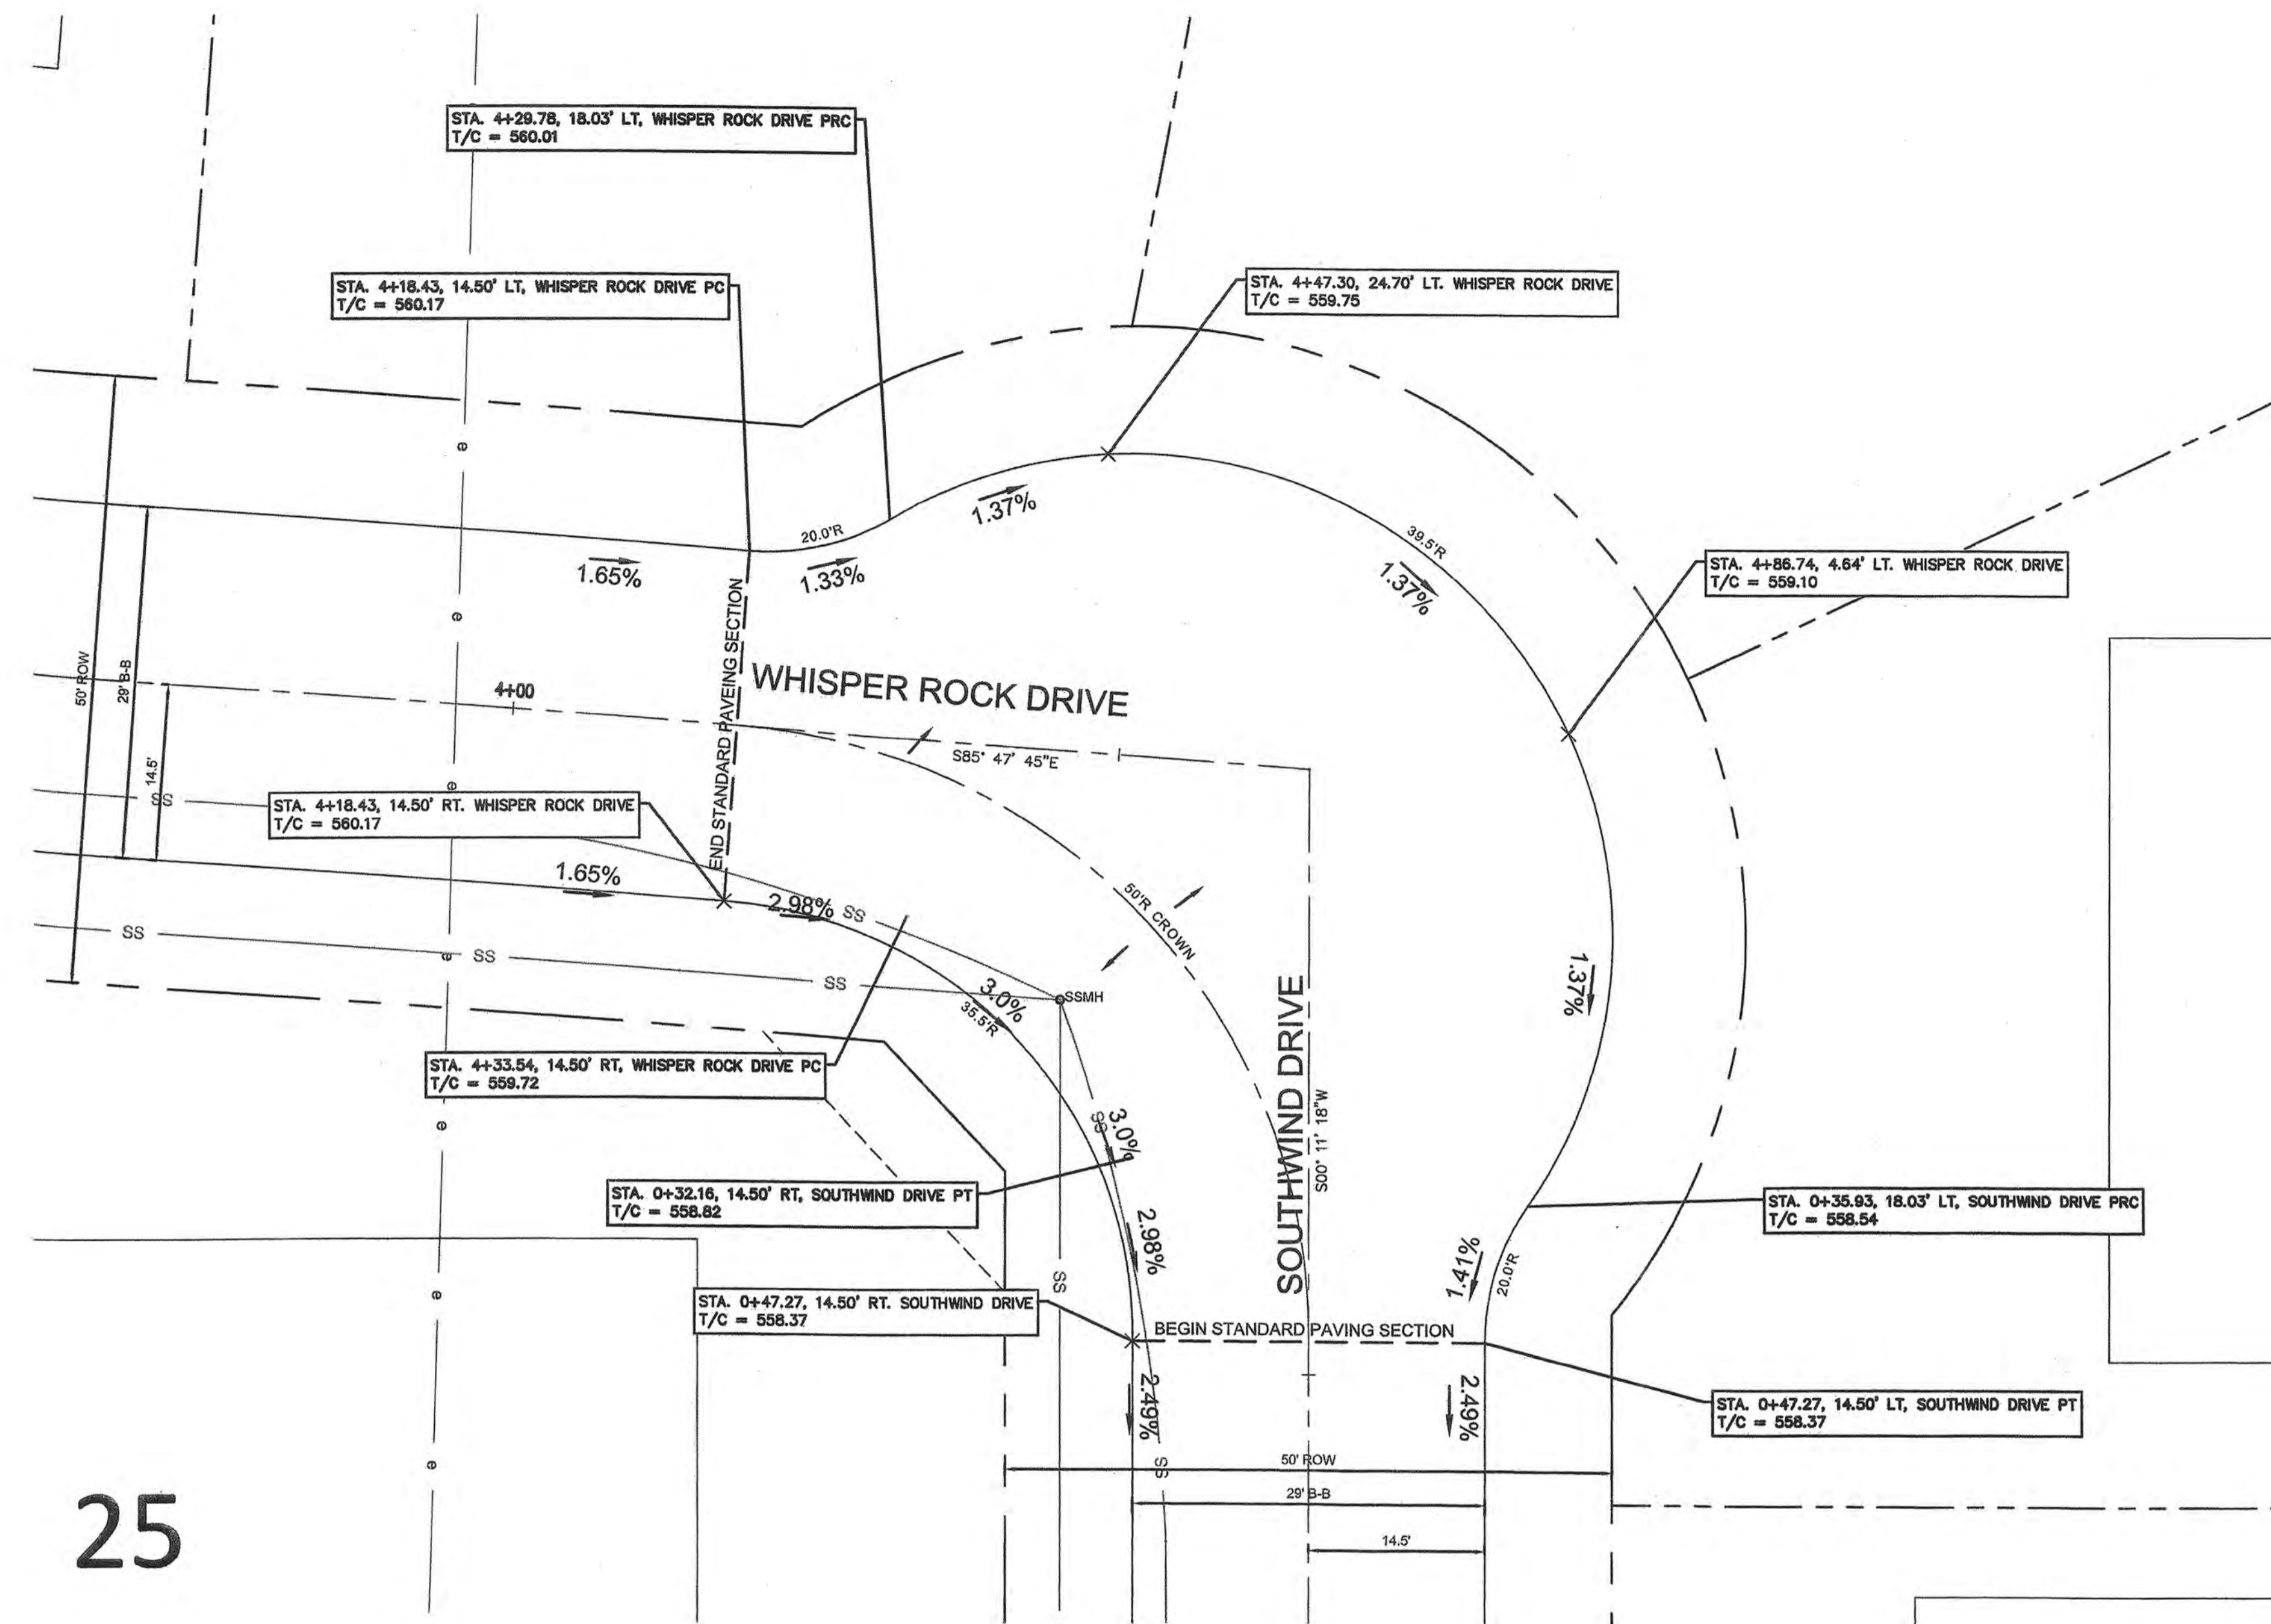 STA. 4+29.78, 18.03' LT, WHISPER ROCK DRIVE PRC
T/C = 560.01
STA. 4+18.43, 14.50' LT, WHISPER ROCK DRIVE PC
T/C = 560.17
STA. 4+47.30, 24.70' LT. WHISPER ROCK DRIVE
T/C = 559.75
1.37%
20.0'R
39.5'R
1.65%
1.33%
1.37%
STA. 4+86.74, 4.64' LT. WHISPER ROCK DRIVE
T/C = 559.10
e
e
END STANDARD PAVEING SECTION
50' ROW
29' B-B
4+00
WHISPER ROCK DRIVE
S85° 47' 45"E
14.5'
SS
e
STA. 4+18.43, 14.50' RT. WHISPER ROCK DRIVE
T/C = 560.17
1.65%
2.98%
SS
50'R CROWN
SS
SS
e
SS
SSMH
3.0%
35.5'R
1.37%
SOUTHWIND DRIVE
S00° 11' 18"W
STA. 4+33.54, 14.50' RT, WHISPER ROCK DRIVE PC
T/C = 559.72
e
SS
3.0%
STA. 0+32.16, 14.50' RT, SOUTHWIND DRIVE PT
T/C = 558.82
STA. 0+35.93, 18.03' LT, SOUTHWIND DRIVE PRC
T/C = 558.54
2.98%
1.41%
20.0'R
SS
e
STA. 0+47.27, 14.50' RT. SOUTHWIND DRIVE
T/C = 558.37
BEGIN STANDARD PAVING SECTION
2.49%
2.49%
STA. 0+47.27, 14.50' LT, SOUTHWIND DRIVE PT
T/C = 558.37
e
SS
50' ROW
29' B-B
14.5'
25